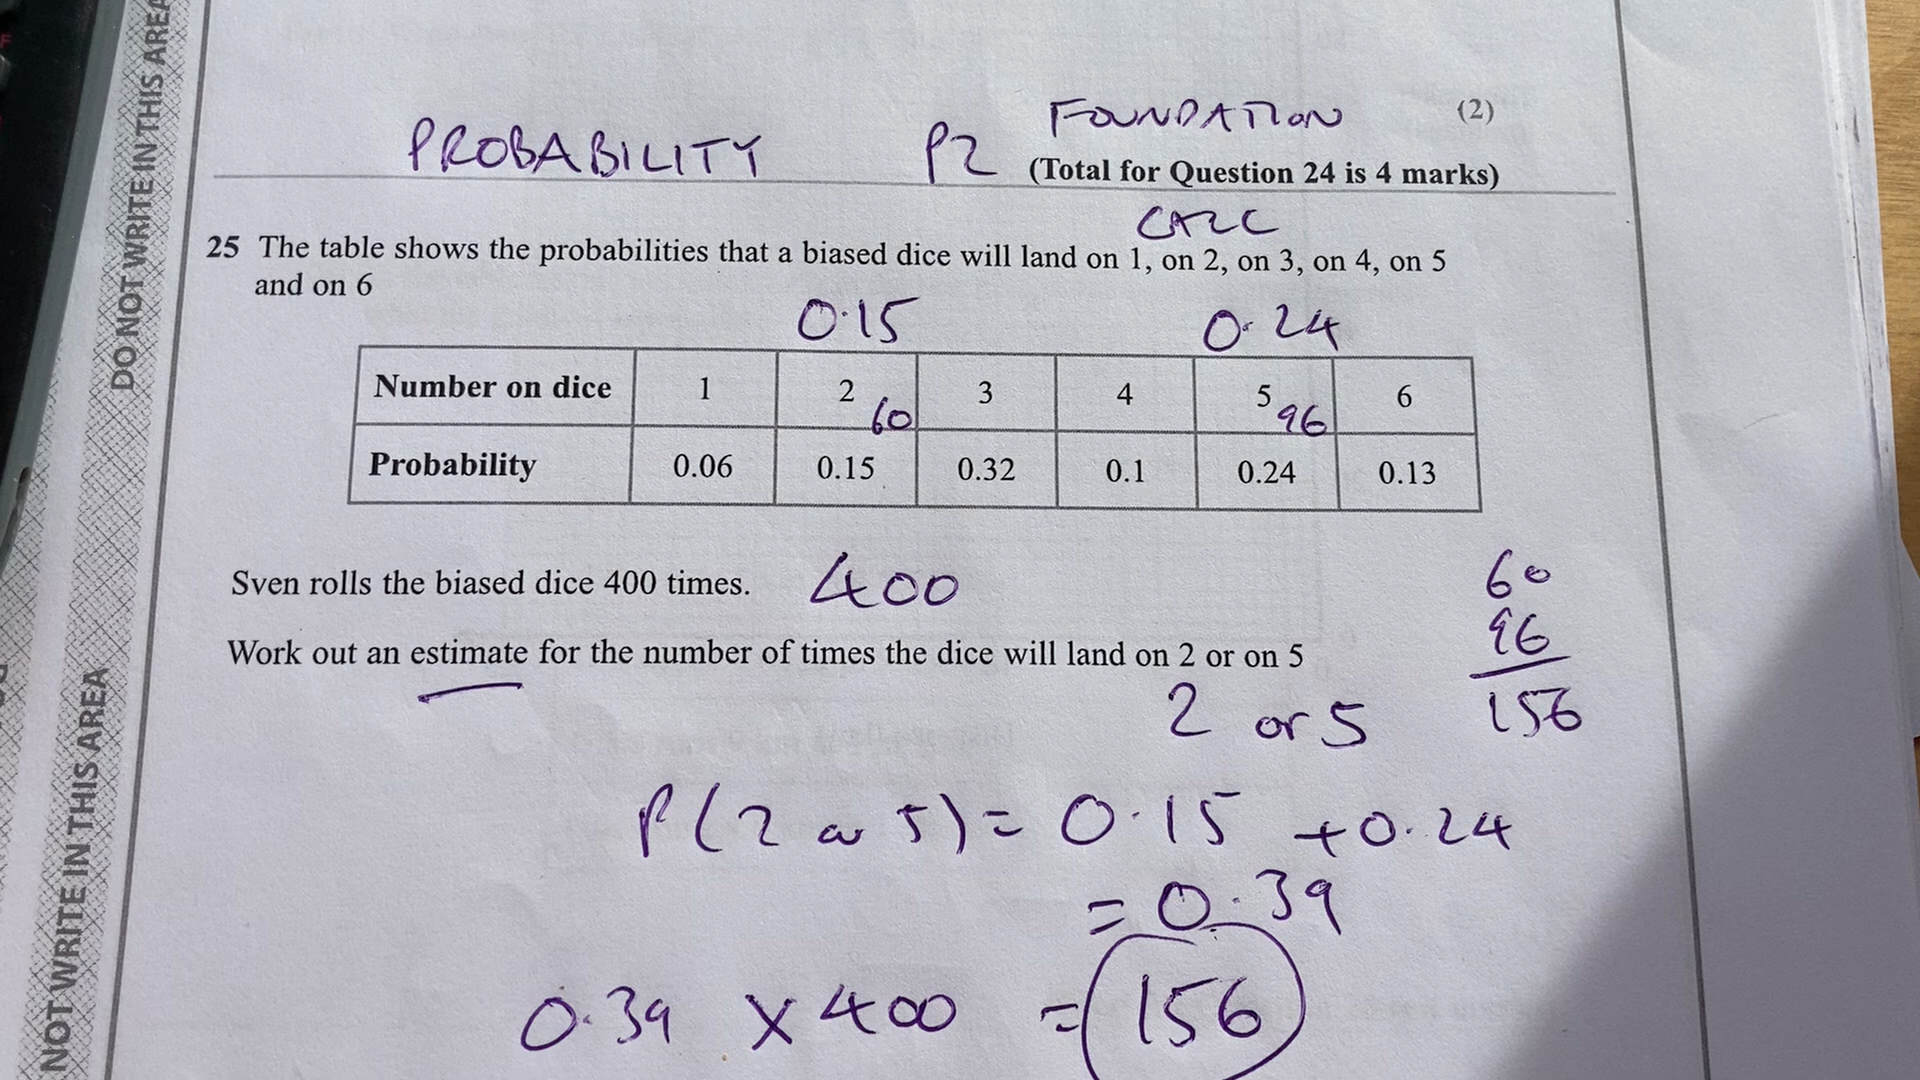 DO NOT WRITE IN THIS AREA
NOT WRITE IN THIS AREA
FOUNDATION (2)
PROBABILITY P2 (Total for Question 24 is 4 marks)
CALC
25 The table shows the probabilities that a biased dice will land on 1, on 2, on 3, on 4, on 5
and on 6
0.15 0.24
Number on dice 1 2 60 3 4 5 96 6
Probability 0.06 0.15 0.32 0.1 0.24 0.13
Sven rolls the biased dice 400 times. 400
60
96
156
Work out an estimate for the number of times the dice will land on 2 or on 5
2 or 5
P(2 or 5) = 0.15 + 0.24
= 0.39
0.39 × 400 = 156